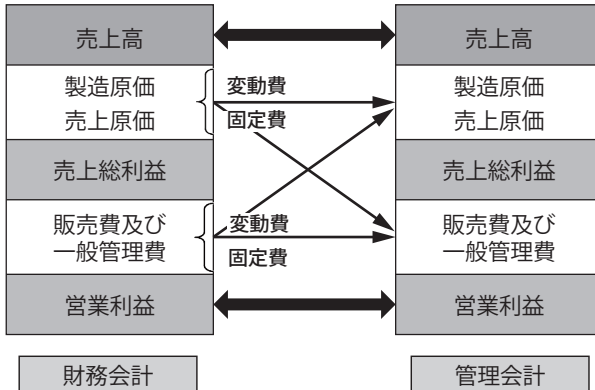 売上高
製造原価
売上原価
売上総利益
販売費及び
一般管理費
営業利益
財務会計
変動費
固定費
変動費
固定費
売上高
製造原価
売上原価
売上総利益
販売費及び
一般管理費
営業利益
管理会計